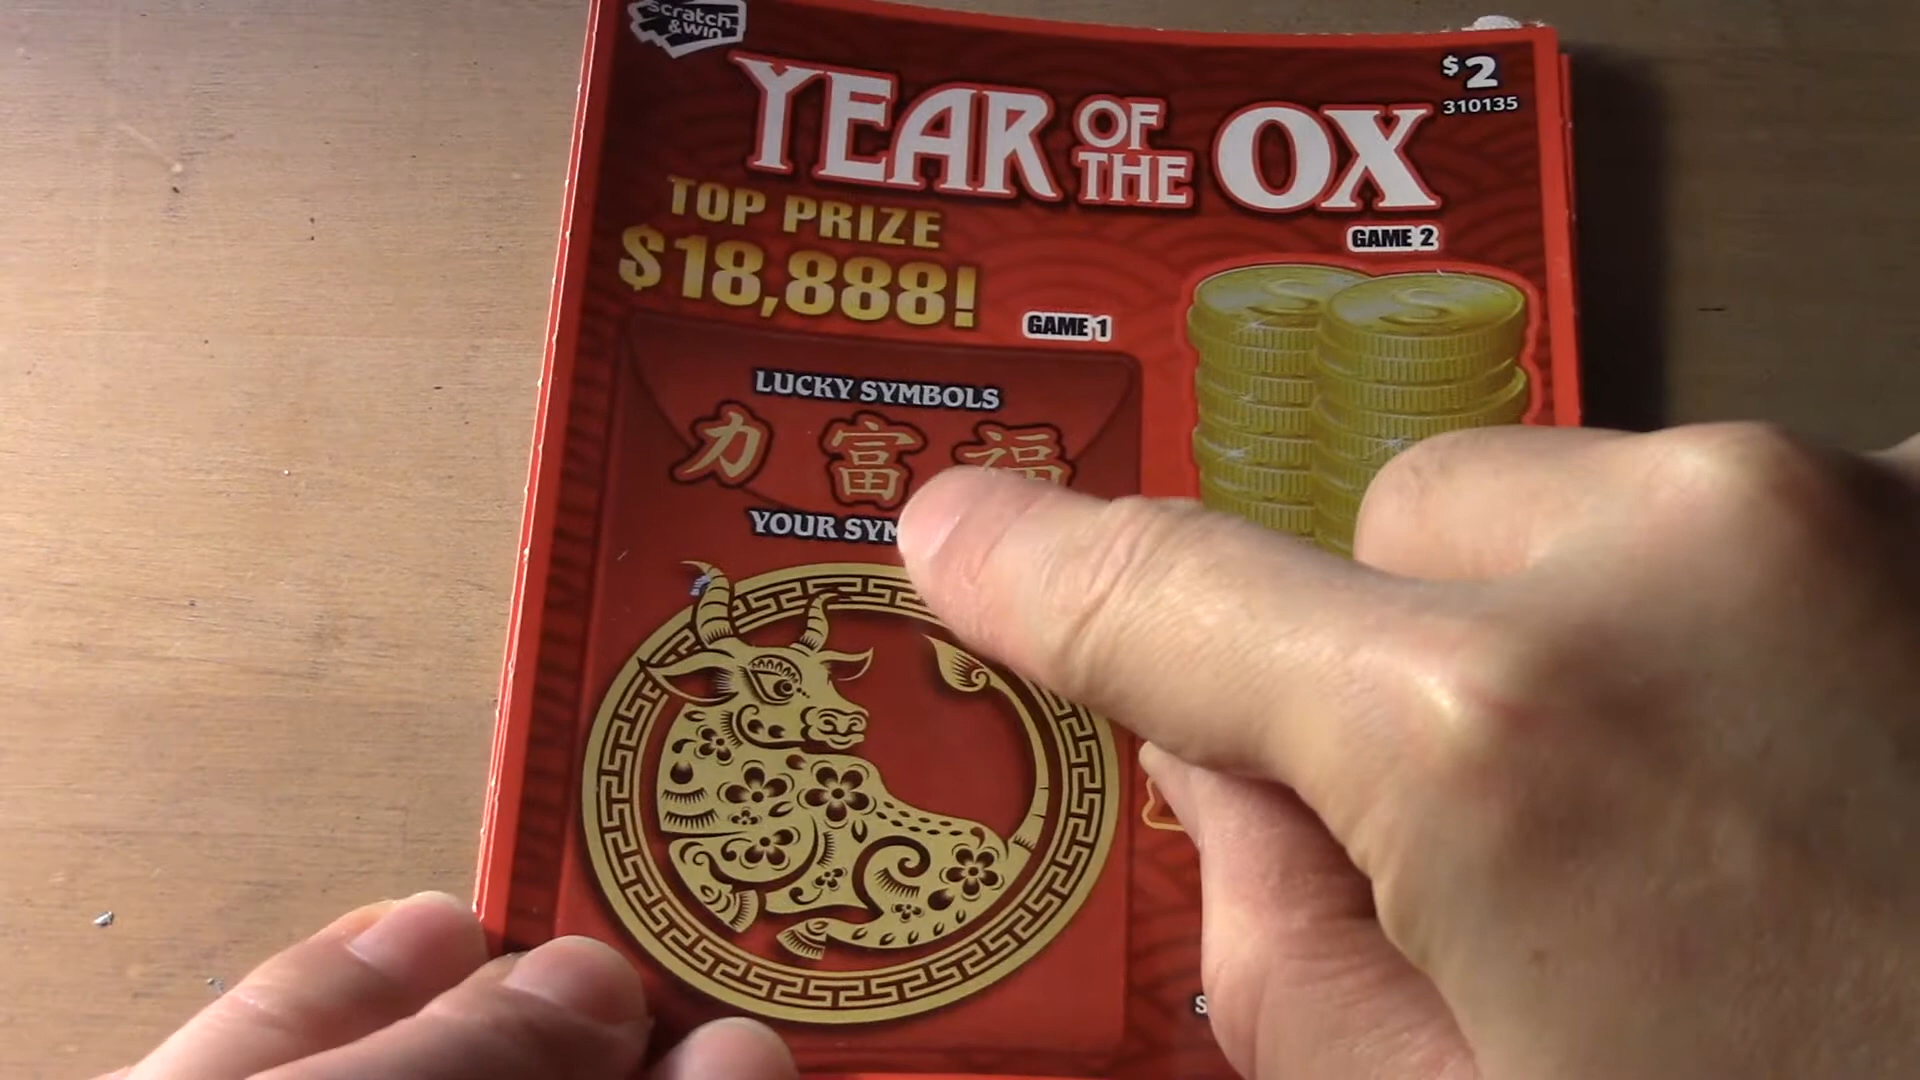 Scratch
& Win
$2
310135
YEAR OF THE OX
TOP PRIZE
$18,888!
GAME 1
GAME 2
LUCKY SYMBOLS
力 富 福
YOUR